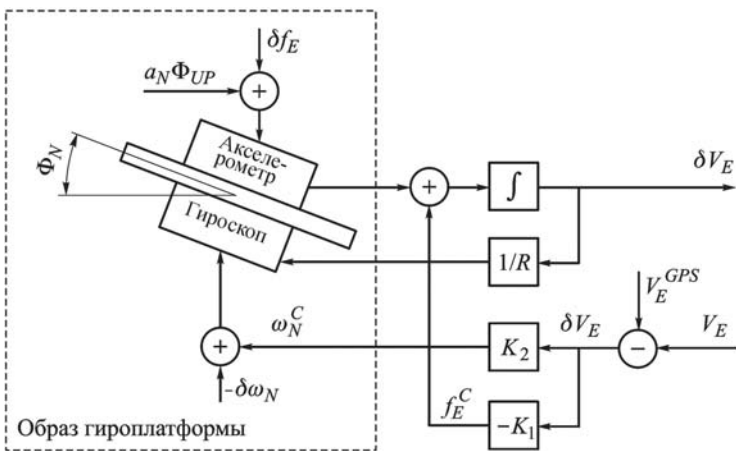 δf_E
a_NΦ_UP
+
Φ_N
Акселе-
рометр
Гироскоп
+
∫
δV_E
1/R
V_E^GPS
ω_N^C
K_2
δV_E
−
V_E
+
-δω_N
f_E^C
−K_1
Образ гироплатформы